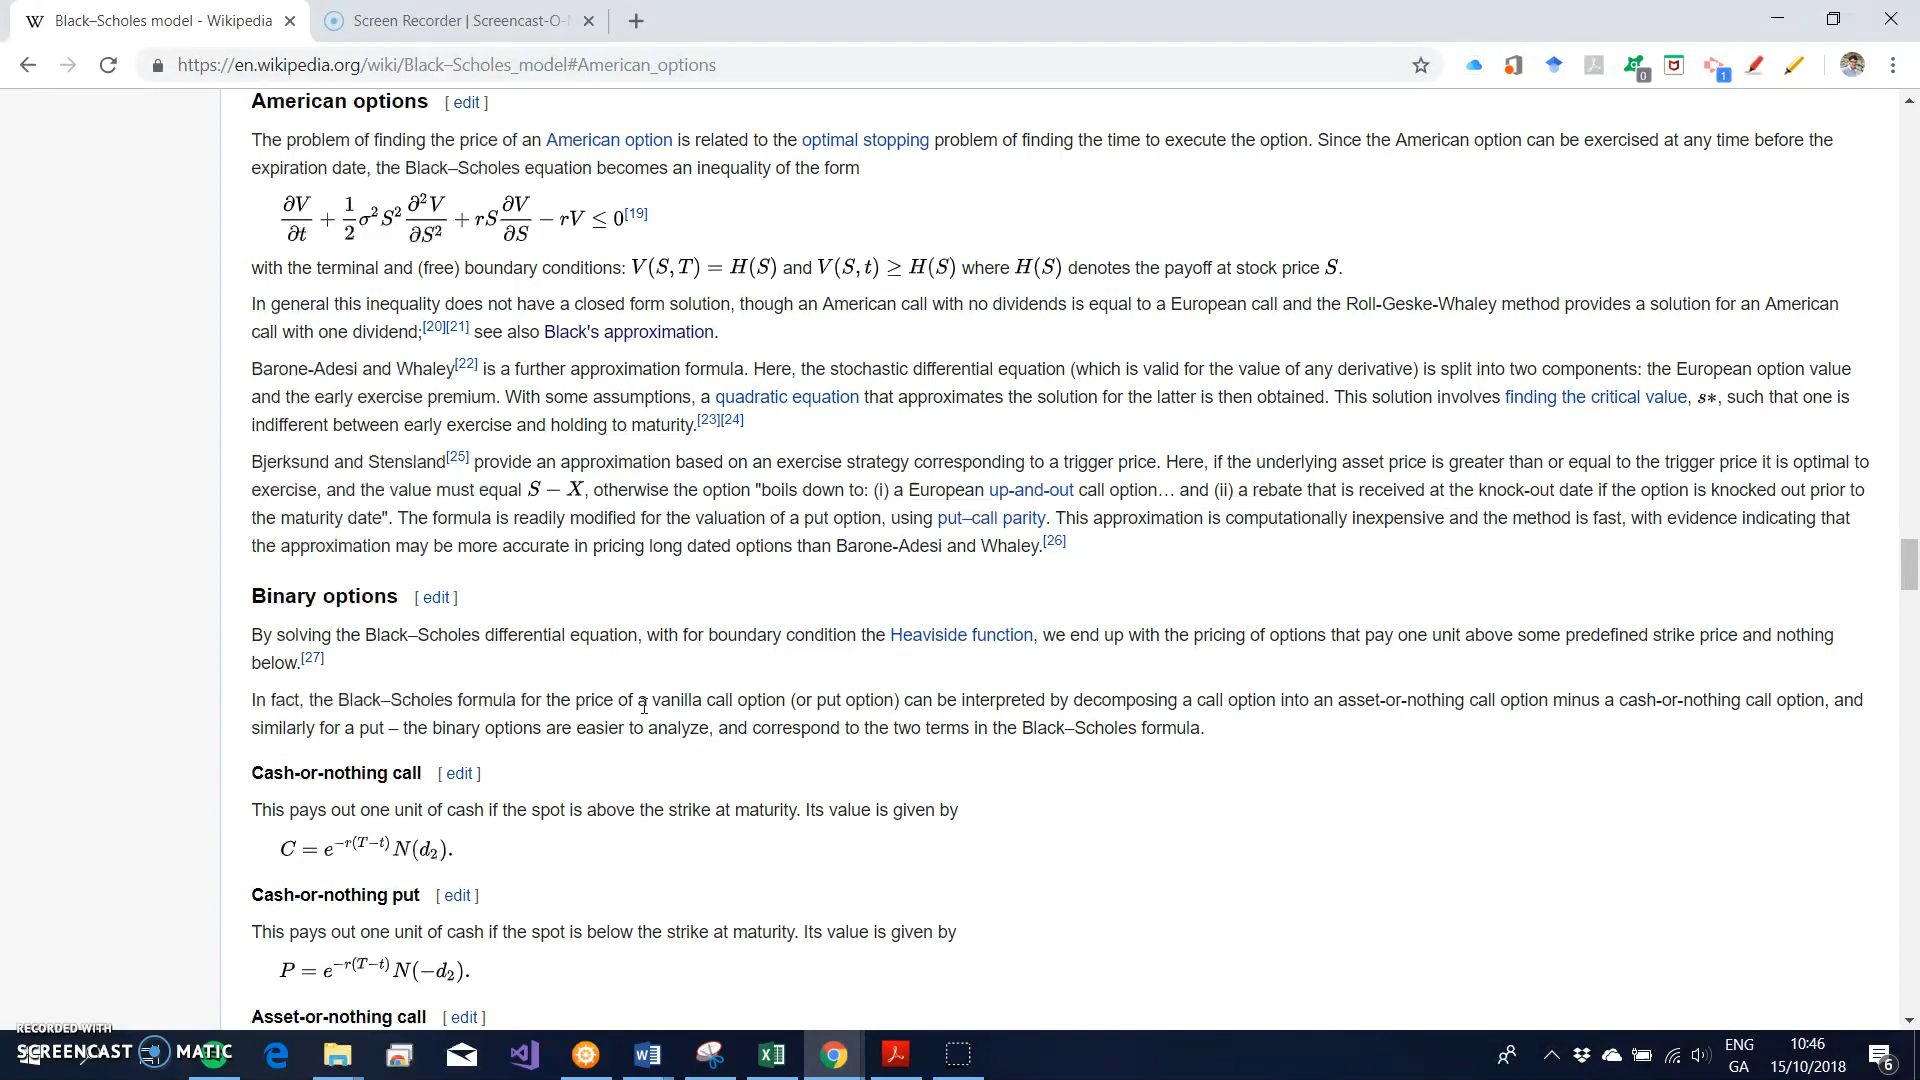 Black–Scholes model - Wikipedia
Screen Recorder | Screencast-O-
https://en.wikipedia.org/wiki/Black–Scholes_model#American_options
0
1
American options [ edit ]
The problem of finding the price of an American option is related to the optimal stopping problem of finding the time to execute the option. Since the American option can be exercised at any time before the
expiration date, the Black–Scholes equation becomes an inequality of the form
∂V/∂t + 1/2 σ² S² ∂²V/∂S² + rS ∂V/∂S − rV ≤ 0[19]
with the terminal and (free) boundary conditions: V(S, T) = H(S) and V(S, t) ≥ H(S) where H(S) denotes the payoff at stock price S.
In general this inequality does not have a closed form solution, though an American call with no dividends is equal to a European call and the Roll-Geske-Whaley method provides a solution for an American
call with one dividend;[20][21] see also Black's approximation.
Barone-Adesi and Whaley[22] is a further approximation formula. Here, the stochastic differential equation (which is valid for the value of any derivative) is split into two components: the European option value
and the early exercise premium. With some assumptions, a quadratic equation that approximates the solution for the latter is then obtained. This solution involves finding the critical value, s∗, such that one is
indifferent between early exercise and holding to maturity.[23][24]
Bjerksund and Stensland[25] provide an approximation based on an exercise strategy corresponding to a trigger price. Here, if the underlying asset price is greater than or equal to the trigger price it is optimal to
exercise, and the value must equal S − X, otherwise the option "boils down to: (i) a European up-and-out call option… and (ii) a rebate that is received at the knock-out date if the option is knocked out prior to
the maturity date". The formula is readily modified for the valuation of a put option, using put–call parity. This approximation is computationally inexpensive and the method is fast, with evidence indicating that
the approximation may be more accurate in pricing long dated options than Barone-Adesi and Whaley.[26]
Binary options [ edit ]
By solving the Black–Scholes differential equation, with for boundary condition the Heaviside function, we end up with the pricing of options that pay one unit above some predefined strike price and nothing
below.[27]
In fact, the Black–Scholes formula for the price of a vanilla call option (or put option) can be interpreted by decomposing a call option into an asset-or-nothing call option minus a cash-or-nothing call option, and
similarly for a put – the binary options are easier to analyze, and correspond to the two terms in the Black–Scholes formula.
Cash-or-nothing call [ edit ]
This pays out one unit of cash if the spot is above the strike at maturity. Its value is given by
C = e^{−r(T−t)} N(d₂).
Cash-or-nothing put [ edit ]
This pays out one unit of cash if the spot is below the strike at maturity. Its value is given by
P = e^{−r(T−t)} N(−d₂).
Asset-or-nothing call [ edit ]
RECORDED WITH
SCREENCAST MATIC
ENG
GA
10:46
15/10/2018
6